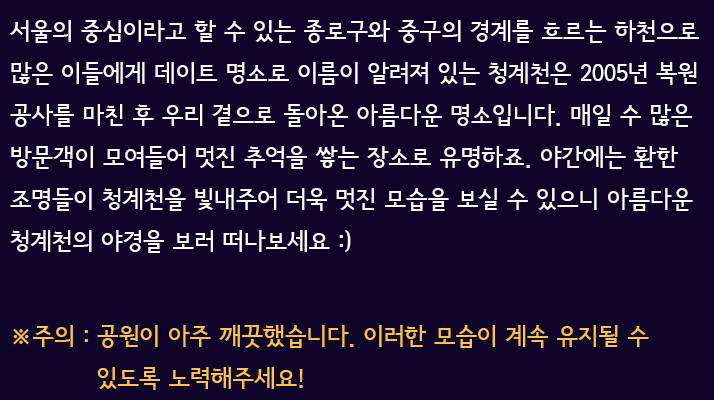 서울의 중심이라고 할 수 있는 종로구와 중구의 경계를 흐르는 하천으로
많은 이들에게 데이트 명소로 이름이 알려져 있는 청계천은 2005년 복원
공사를 마친 후 우리 곁으로 돌아온 아름다운 명소입니다. 매일 수 많은
방문객이 모여들어 멋진 추억을 쌓는 장소로 유명하죠. 야간에는 환한
조명들이 청계천을 빛내주어 더욱 멋진 모습을 보실 수 있으니 아름다운
청계천의 야경을 보러 떠나보세요 :)
※주의 : 공원이 아주 깨끗했습니다. 이러한 모습이 계속 유지될 수
있도록 노력해주세요!